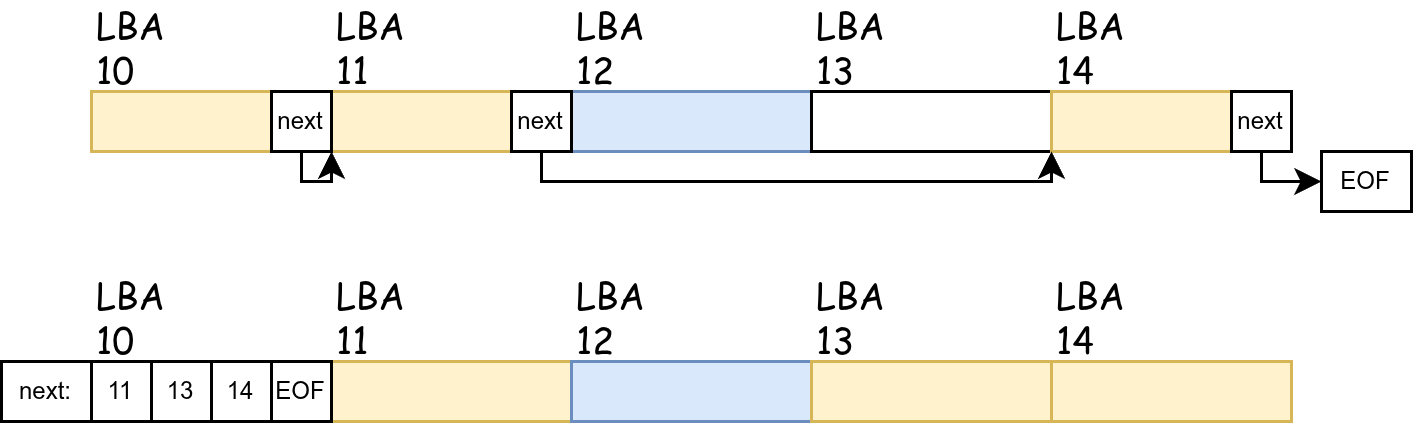 LBA LBA LBA LBA LBA
10 11 12 13 14
next next next
EOF
LBA LBA LBA LBA LBA
10 11 12 13 14
next: 11 13 14 EOF